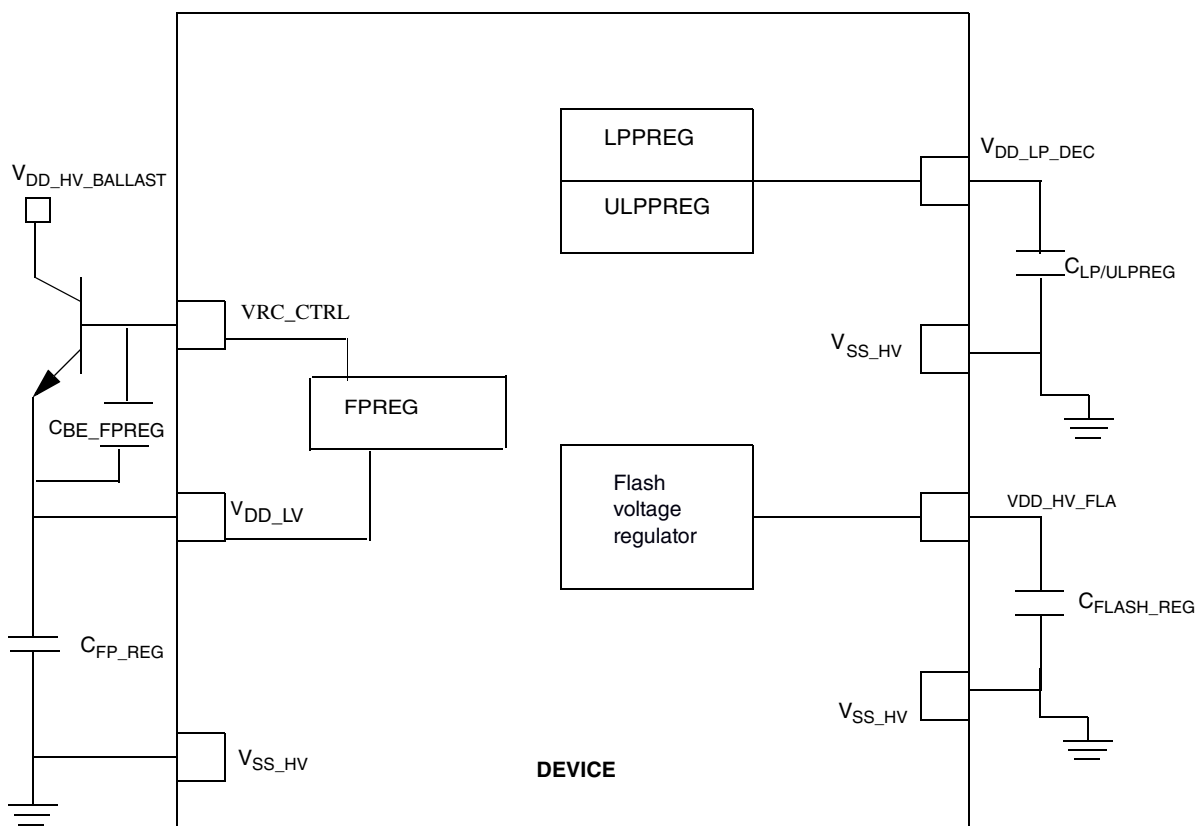 LPPREG
VDD_LP_DEC
VDD_HV_BALLAST
ULPPREG
CLP/ULPREG
VRC_CTRL
VSS_HV
FPREG
CBE_FPREG
Flash
voltage
regulator
VDD_LV
VDD_HV_FLA
CFLASH_REG
CFP_REG
VSS_HV
VSS_HV
DEVICE